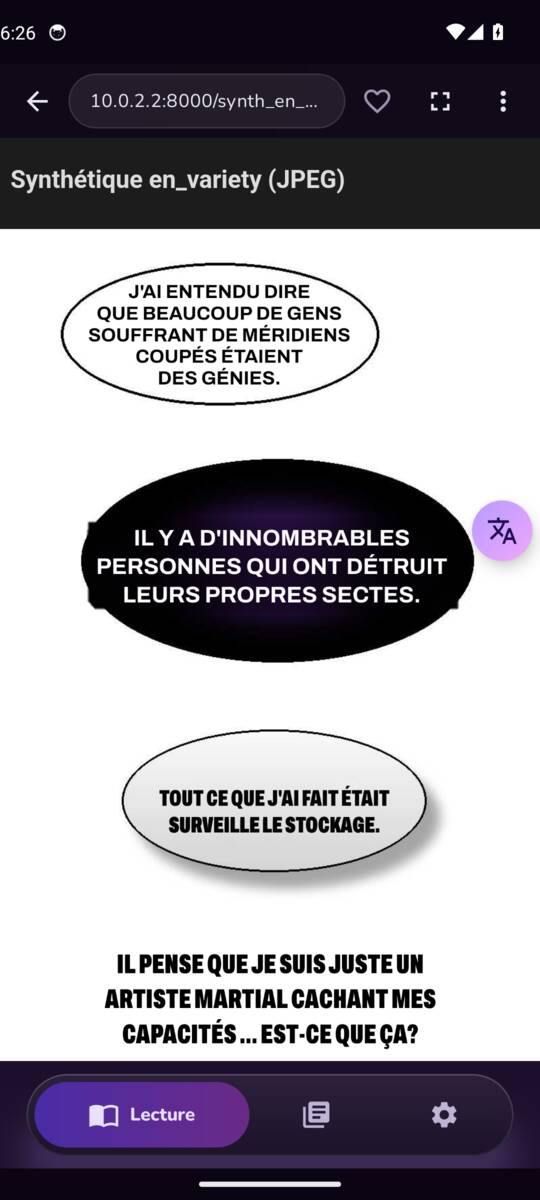 6:26
10.0.2.2:8000/synth_en_...
Synthétique en_variety (JPEG)
J'AI ENTENDU DIRE
QUE BEAUCOUP DE GENS
SOUFFRANT DE MÉRIDIENS
COUPÉS ÉTAIENT
DES GÉNIES.
IL Y A D'INNOMBRABLES
PERSONNES QUI ONT DÉTRUIT
LEURS PROPRES SECTES.
TOUT CE QUE J'AI FAIT ÉTAIT
SURVEILLE LE STOCKAGE.
IL PENSE QUE JE SUIS JUSTE UN
ARTISTE MARTIAL CACHANT MES
CAPACITÉS ... EST-CE QUE ÇA?
Lecture